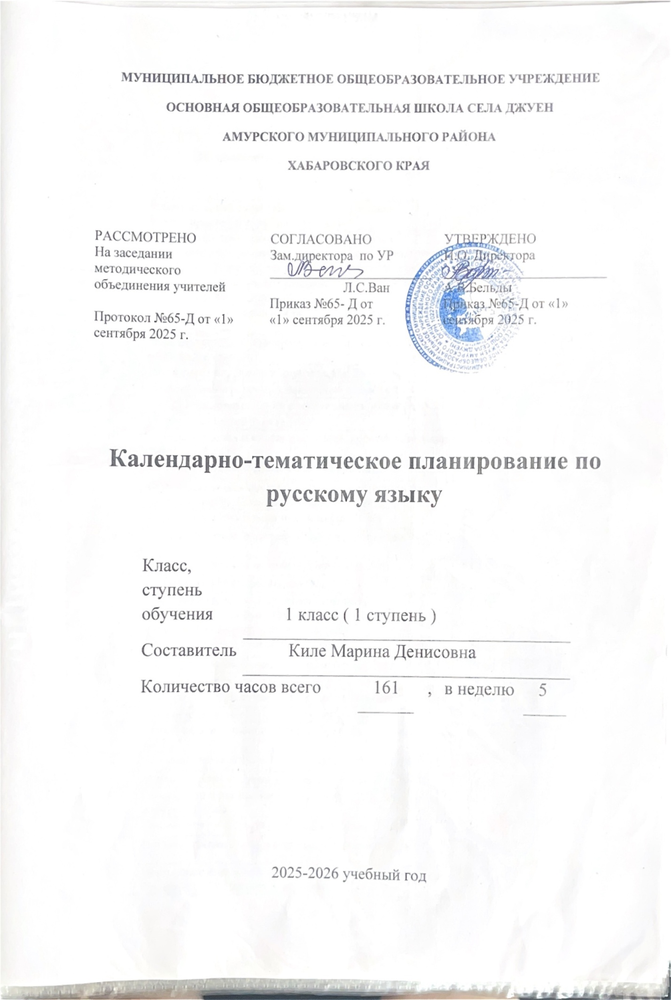 МУНИЦИПАЛЬНОЕ БЮДЖЕТНОЕ ОБЩЕОБРАЗОВАТЕЛЬНОЕ УЧРЕЖДЕНИЕ
ОСНОВНАЯ ОБЩЕОБРАЗОВАТЕЛЬНАЯ ШКОЛА СЕЛА ДЖУЕН
АМУРСКОГО МУНИЦИПАЛЬНОГО РАЙОНА
ХАБАРОВСКОГО КРАЯ
РАССМОТРЕНО
На заседании
методического
объединения учителей
Протокол №65-Д от «1»
сентября 2025 г.
СОГЛАСОВАНО
Зам.директора по УР
Л.С.Ван
Приказ №65- Д от
«1» сентября 2025 г.
УТВЕРЖДЕНО
И.О. Директора
А.В.Бельды
Приказ №65-Д от «1»
сентября 2025 г.
Календарно-тематическое планирование по
русскому языку
Класс,
ступень
обучения 1 класс ( 1 ступень )
Составитель Киле Марина Денисовна
Количество часов всего 161 , в неделю 5
2025-2026 учебный год